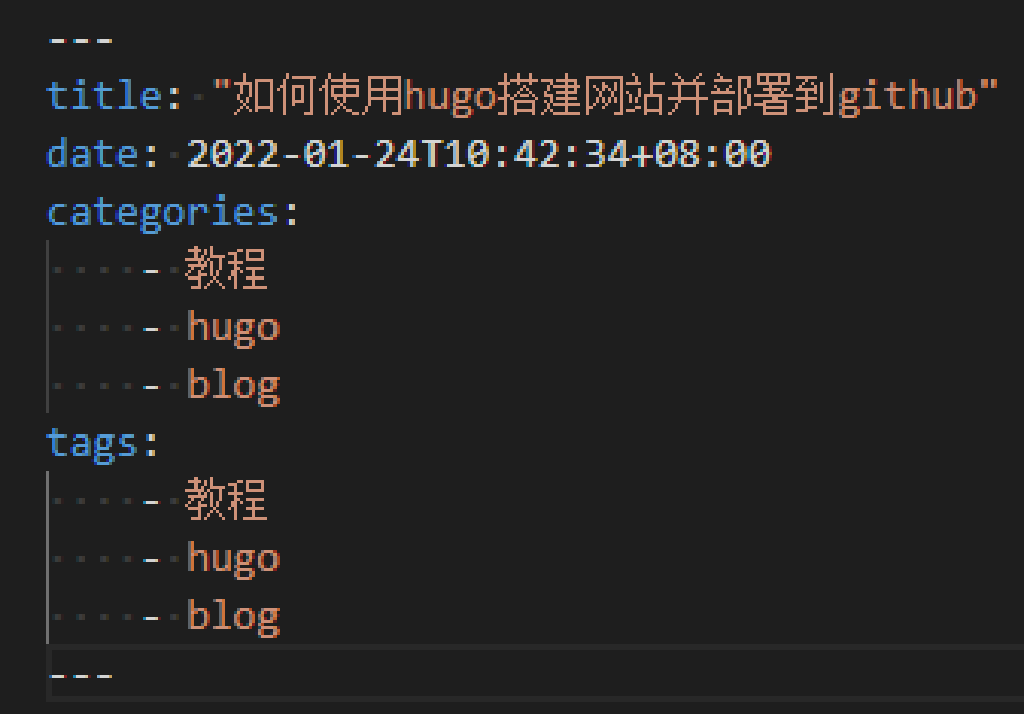 ---
title: "如何使用hugo搭建网站并部署到github"
date: 2022-01-24T10:42:34+08:00
categories:
    - 教程
    - hugo
    - blog
tags:
    - 教程
    - hugo
    - blog
---